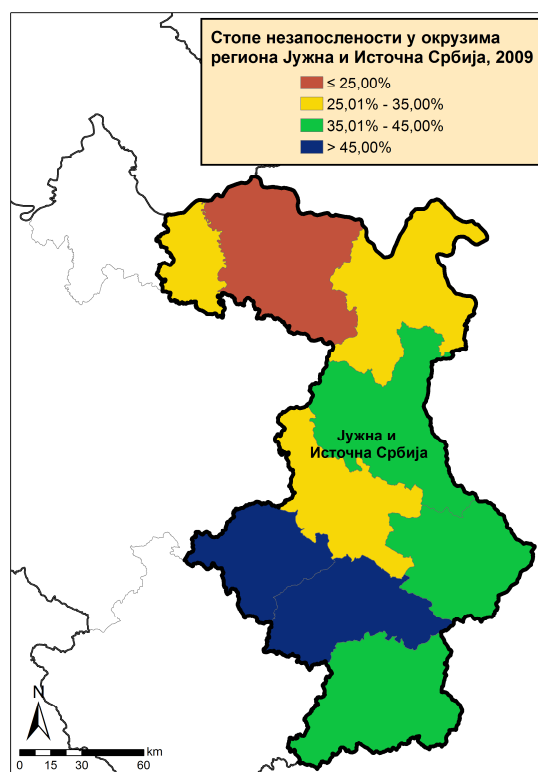 Стопе незапослености у окрузима
региона Јужна и Источна Србија, 2009
≤ 25,00%
25,01% - 35,00%
35,01% - 45,00%
> 45,00%
Јужна и
Источна Србија
N
km
0 15 30 60